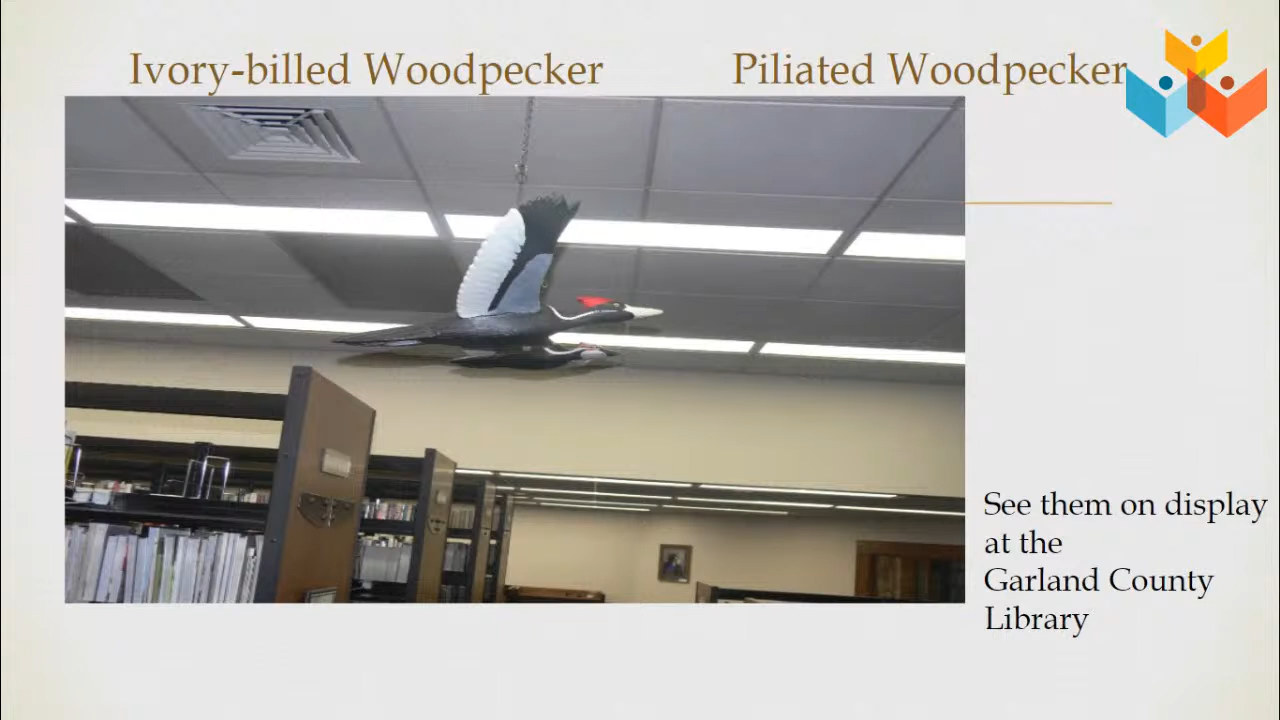 Ivory-billed Woodpecker Piliated Woodpecker
See them on display
at the
Garland County
Library